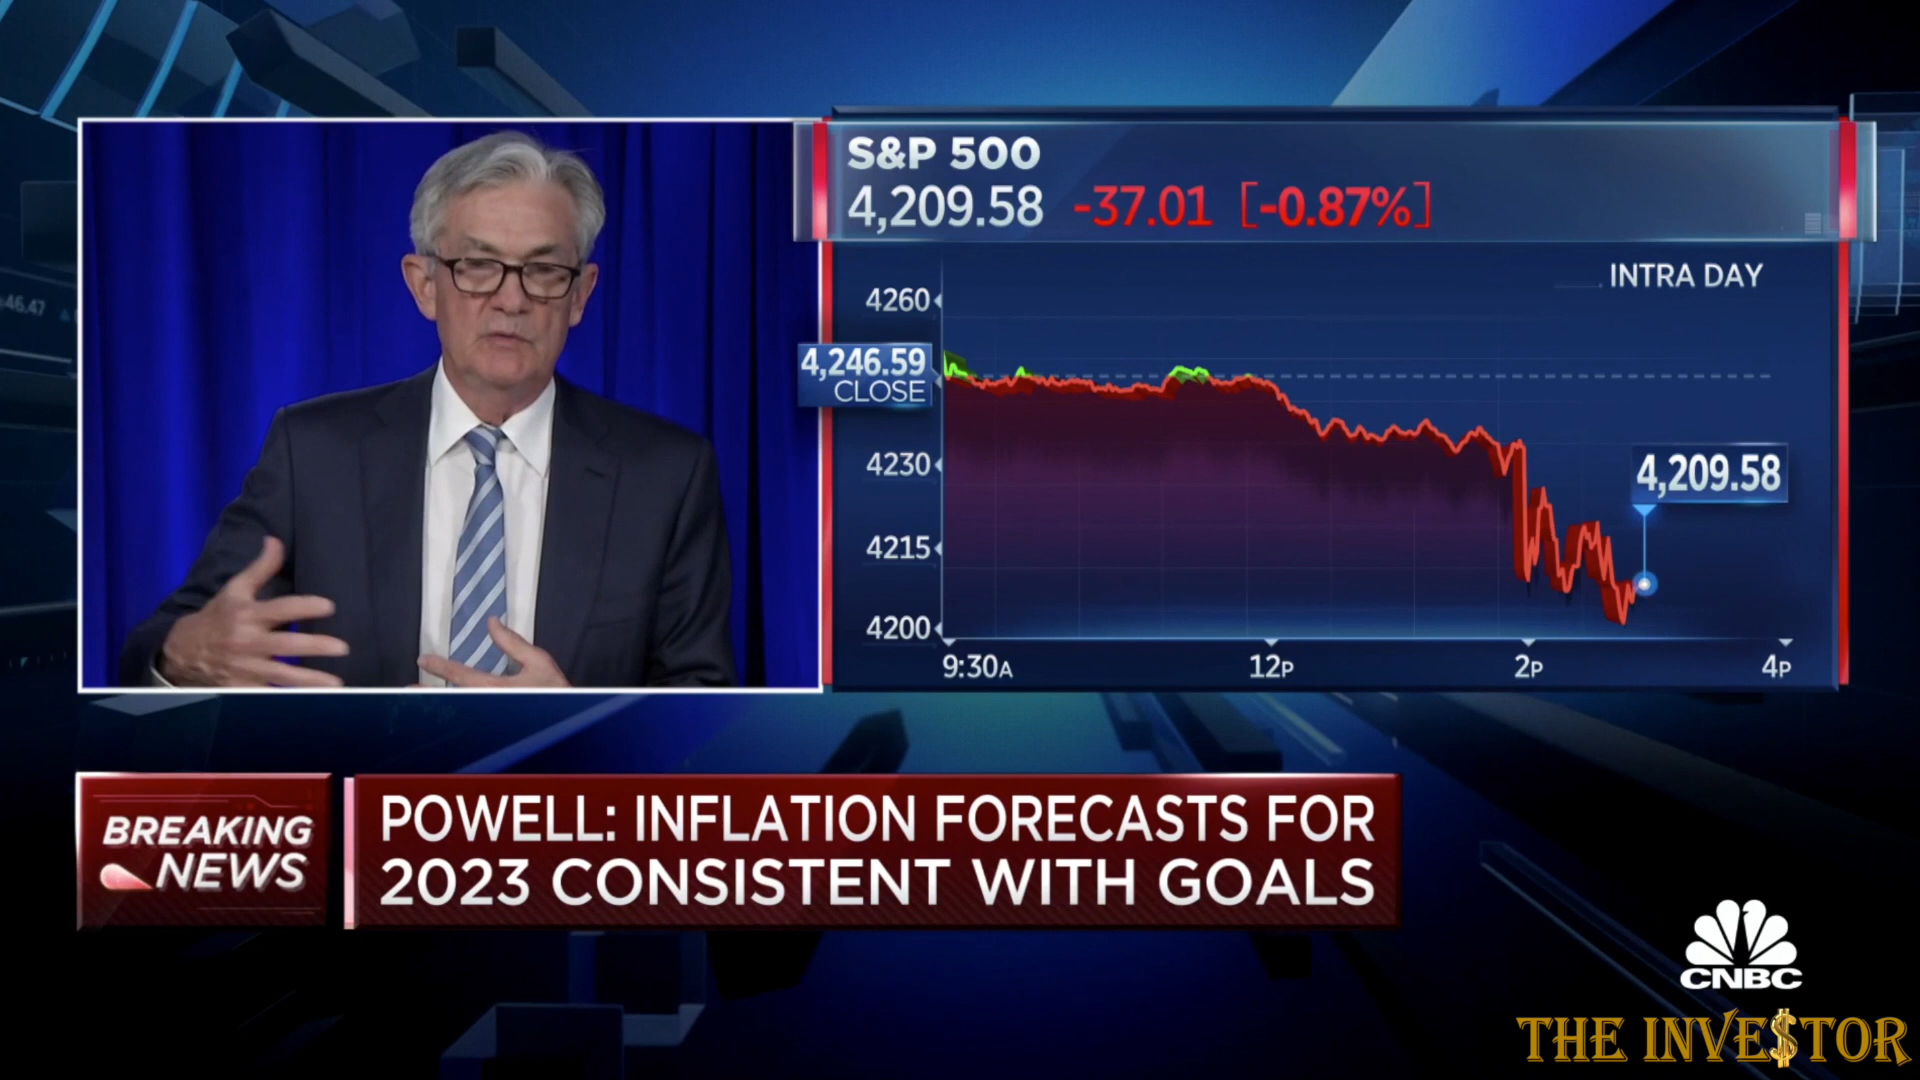 S&P 500
4,209.58 -37.01 [-0.87%]
INTRA DAY
4260
4,246.59
CLOSE
4230
4215
4200
4,209.58
9:30A 12P 2P 4P
46.47
BREAKING
NEWS
POWELL: INFLATION FORECASTS FOR
2023 CONSISTENT WITH GOALS
CNBC
THE INVE$TOR